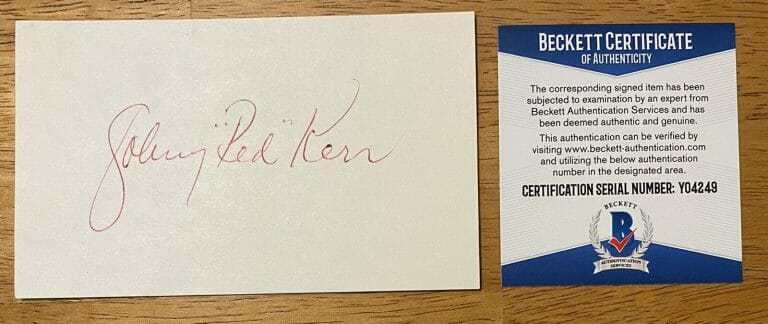 Johnny "Red" Kerr
BECKETT CERTIFICATE
OF AUTHENTICITY
The corresponding signed item has been
subjected to examination by an expert from
Beckett Authentication Services and has
been deemed authentic and genuine.
This authentication can be verified by
visiting www.beckett-authentication.com
and utilizing the below authentication
number in the designated area.
CERTIFICATION SERIAL NUMBER: Y04249
BECKETT
B
AUTHENTICATION
SERVICES